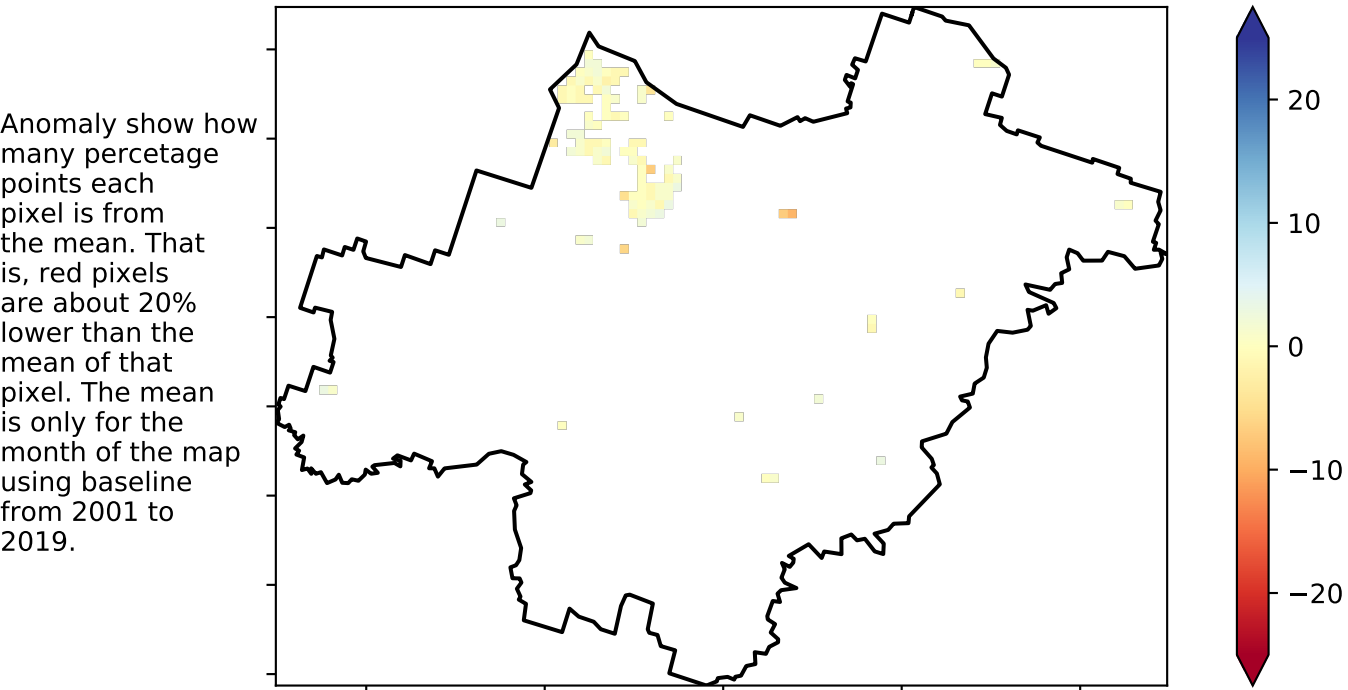 Anomaly show how
many percetage
points each
pixel is from
the mean. That
is, red pixels
are about 20%
lower than the
mean of that
pixel. The mean
is only for the
month of the map
using baseline
from 2001 to
2019.
20
10
0
−10
−20